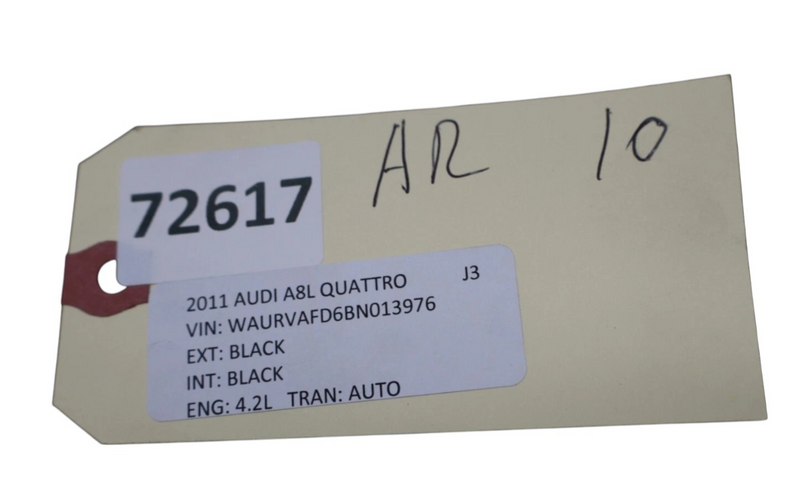 AR 10
72617
2011 AUDI A8L QUATTRO J3
VIN: WAURVAFD6BN013976
EXT: BLACK
INT: BLACK
ENG: 4.2L TRAN: AUTO